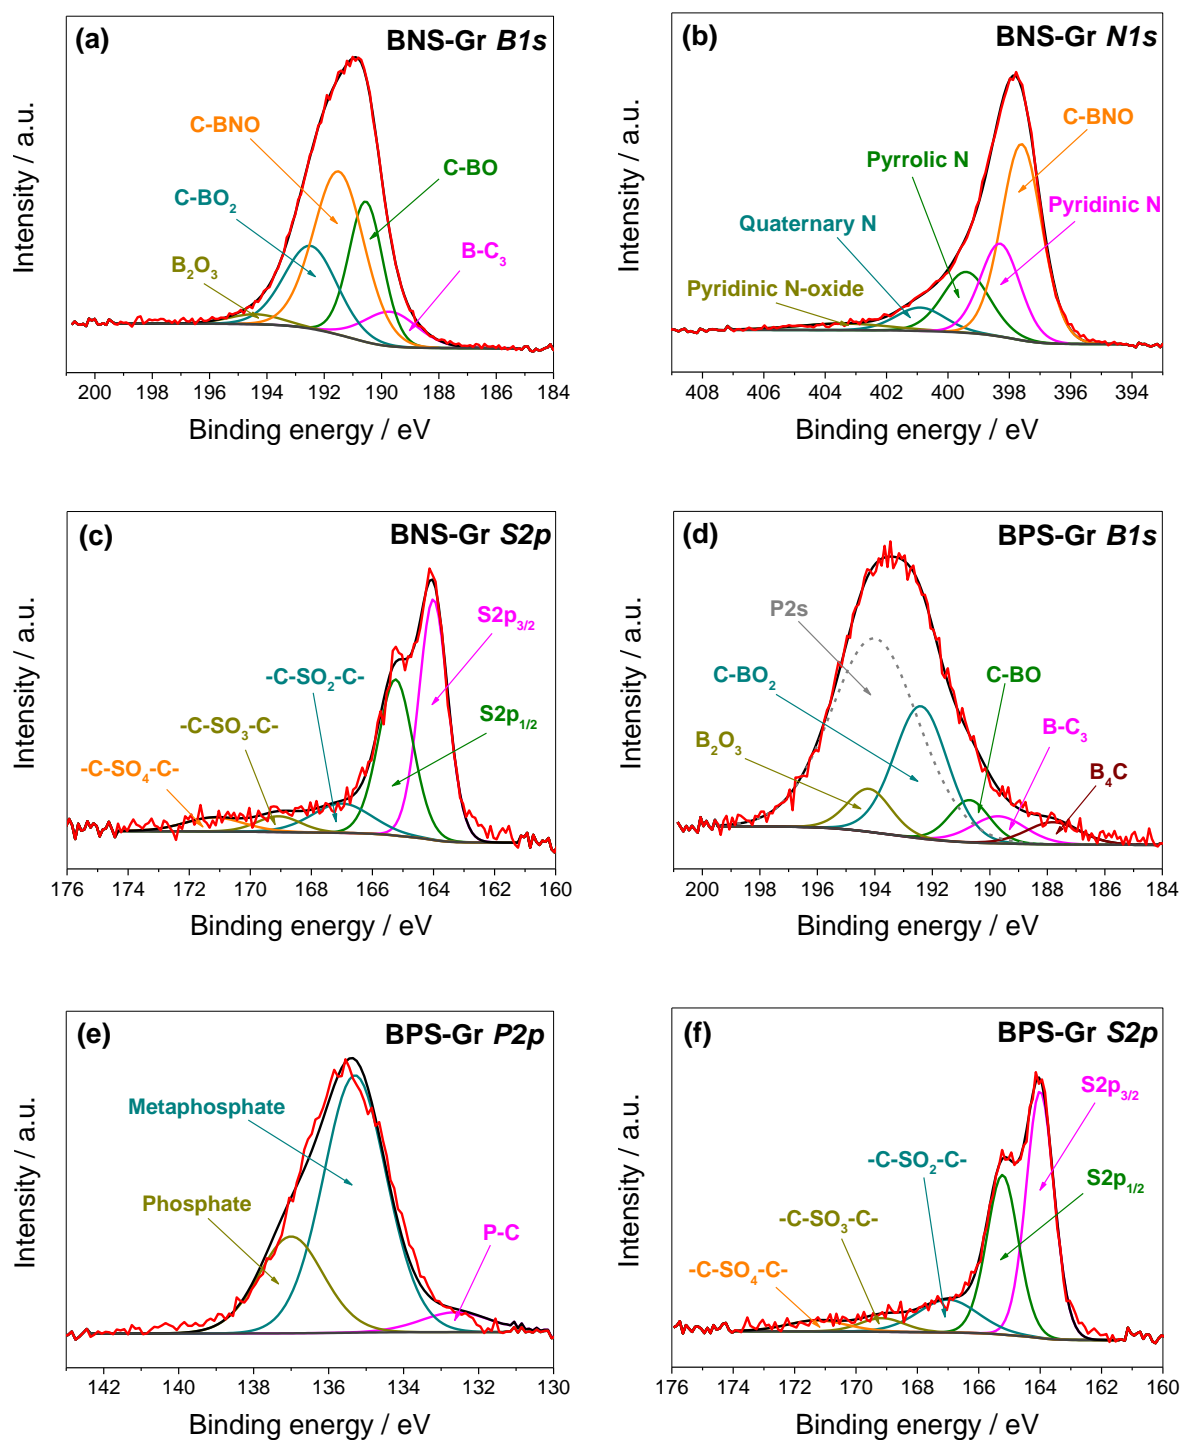 (a)
BNS-Gr B1s
C-BNO
C-BO
C-BO2
B2O3
B-C3
Intensity / a.u.
200 198 196 194 192 190 188 186 184
Binding energy / eV
(b)
BNS-Gr N1s
C-BNO
Pyrrolic N
Pyridinic N
Quaternary N
Pyridinic N-oxide
Intensity / a.u.
408 406 404 402 400 398 396 394
Binding energy / eV
(c)
BNS-Gr S2p
S2p3/2
-C-SO2-C-
S2p1/2
-C-SO3-C-
-C-SO4-C-
Intensity / a.u.
176 174 172 170 168 166 164 162 160
Binding energy / eV
(d)
BPS-Gr B1s
P2s
C-BO2
C-BO
B2O3
B-C3
B4C
Intensity / a.u.
200 198 196 194 192 190 188 186 184
Binding energy / eV
(e)
BPS-Gr P2p
Metaphosphate
Phosphate
P-C
Intensity / a.u.
142 140 138 136 134 132 130
Binding energy / eV
(f)
BPS-Gr S2p
S2p3/2
-C-SO2-C-
S2p1/2
-C-SO3-C-
-C-SO4-C-
Intensity / a.u.
176 174 172 170 168 166 164 162 160
Binding energy / eV